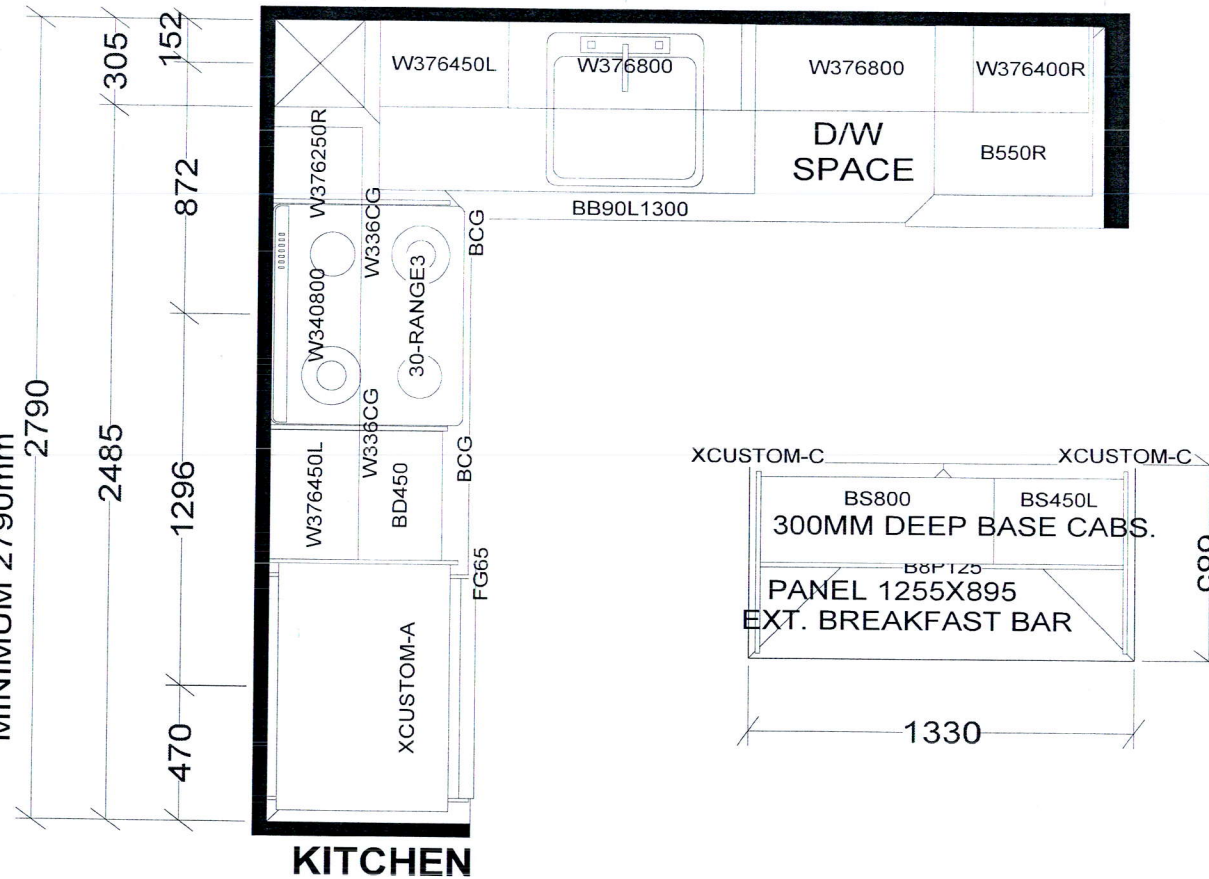 152
305
872
2790
2485
1296
470
W376450L
W376800
W376800
W376400R
D/W
SPACE
B550R
BB90L1300
W376250R
W336CG
BCG
W340800
30-RANGE3
W336CG
BCG
W376450L
BD450
FG65
XCUSTOM-A
XCUSTOM-C
XCUSTOM-C
BS800
BS450L
300MM DEEP BASE CABS.
PANEL 1255X895
EXT. BREAKFAST BAR
1330
MINIMUM 2790mm
KITCHEN